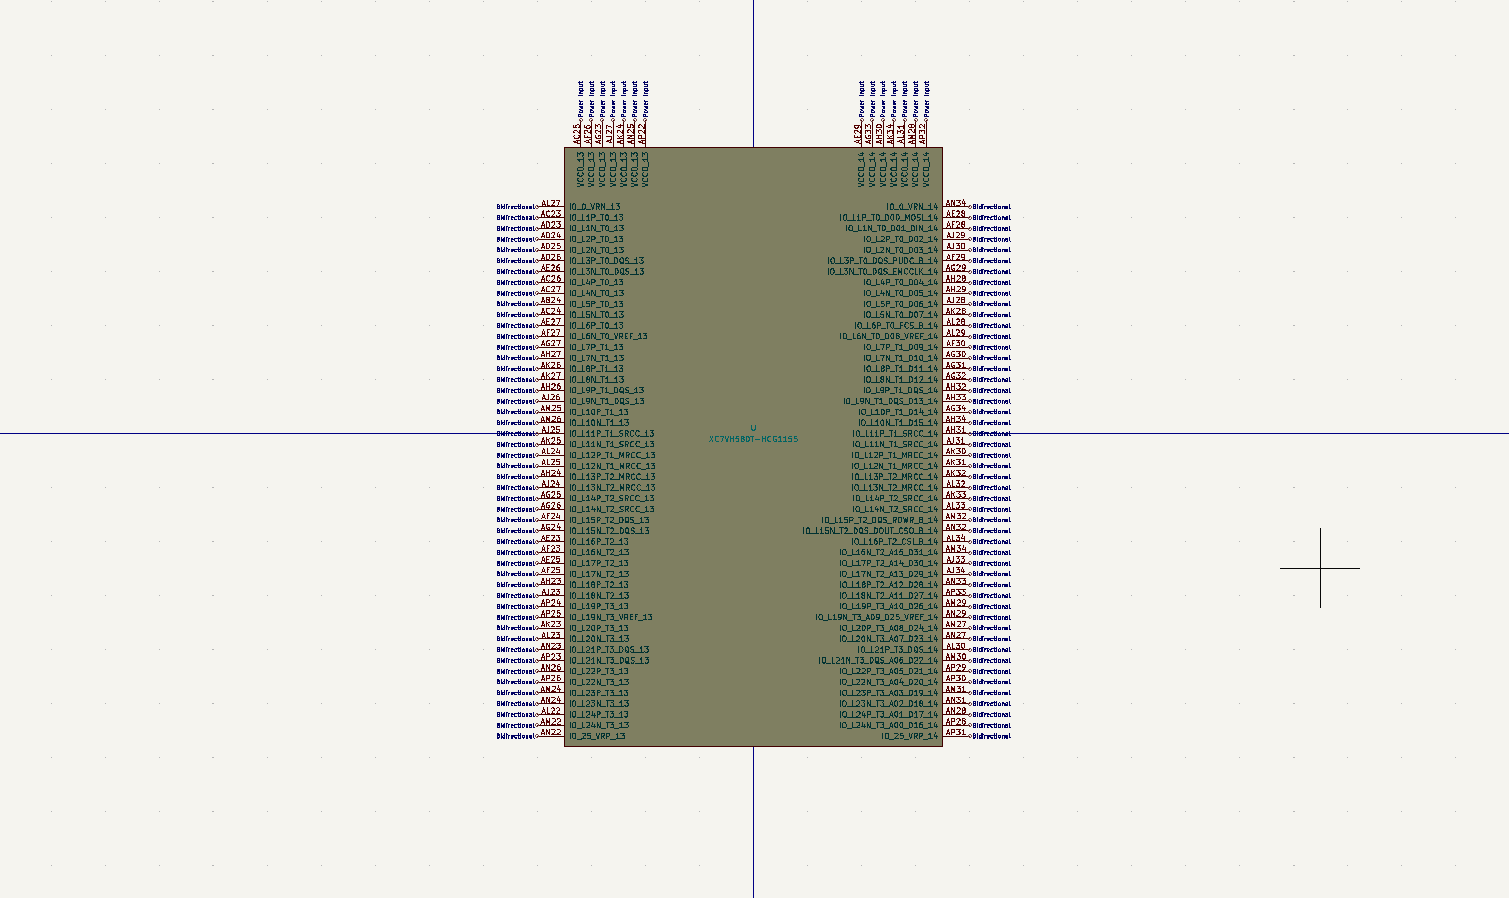 Power Input Power Input Power Input Power Input Power Input Power Input Power Input Power Input Power Input Power Input Power Input Power Input Power Input Power Input
AC25 AF26 AG23 AJ27 AK24 AN25 AP22 AE29 AG33 AH30 AK34 AL31 AM28 AP32
VCCO_13 VCCO_13 VCCO_13 VCCO_13 VCCO_13 VCCO_13 VCCO_13 VCCO_14 VCCO_14 VCCO_14 VCCO_14 VCCO_14 VCCO_14 VCCO_14
Bidirectional AL27 IO_0_VRN_13 IO_0_VRN_14 AN34 Bidirectional
Bidirectional AC23 IO_L1P_T0_13 IO_L1P_T0_D00_MOSI_14 AE28 Bidirectional
Bidirectional AD23 IO_L1N_T0_13 IO_L1N_T0_D01_DIN_14 AF28 Bidirectional
Bidirectional AD24 IO_L2P_T0_13 IO_L2P_T0_D02_14 AJ29 Bidirectional
Bidirectional AD25 IO_L2N_T0_13 IO_L2N_T0_D03_14 AJ30 Bidirectional
Bidirectional AD26 IO_L3P_T0_DQS_13 IO_L3P_T0_DQS_PUDC_B_14 AF29 Bidirectional
Bidirectional AE26 IO_L3N_T0_DQS_13 IO_L3N_T0_DQS_EMCCLK_14 AG29 Bidirectional
Bidirectional AC26 IO_L4P_T0_13 IO_L4P_T0_D04_14 AH28 Bidirectional
Bidirectional AC27 IO_L4N_T0_13 IO_L4N_T0_D05_14 AH29 Bidirectional
Bidirectional AB24 IO_L5P_T0_13 IO_L5P_T0_D06_14 AJ28 Bidirectional
Bidirectional AC24 IO_L5N_T0_13 IO_L5N_T0_D07_14 AK28 Bidirectional
Bidirectional AE27 IO_L6P_T0_13 IO_L6P_T0_FCS_B_14 AL28 Bidirectional
Bidirectional AF27 IO_L6N_T0_VREF_13 IO_L6N_T0_D08_VREF_14 AL29 Bidirectional
Bidirectional AG27 IO_L7P_T1_13 IO_L7P_T1_D09_14 AF30 Bidirectional
Bidirectional AH27 IO_L7N_T1_13 IO_L7N_T1_D10_14 AG30 Bidirectional
Bidirectional AK26 IO_L8P_T1_13 IO_L8P_T1_D11_14 AG31 Bidirectional
Bidirectional AK27 IO_L8N_T1_13 IO_L8N_T1_D12_14 AG32 Bidirectional
Bidirectional AH26 IO_L9P_T1_DQS_13 IO_L9P_T1_DQS_14 AH32 Bidirectional
Bidirectional AJ26 IO_L9N_T1_DQS_13 IO_L9N_T1_DQS_D13_14 AH33 Bidirectional
Bidirectional AM25 IO_L10P_T1_13 IO_L10P_T1_D14_14 AG34 Bidirectional
Bidirectional AM26 IO_L10N_T1_13 IO_L10N_T1_D15_14 AH34 Bidirectional
U
Bidirectional AJ25 IO_L11P_T1_SRCC_13 IO_L11P_T1_SRCC_14 AH31 Bidirectional
XC7VH580T-HCG1155
Bidirectional AK25 IO_L11N_T1_SRCC_13 IO_L11N_T1_SRCC_14 AJ31 Bidirectional
Bidirectional AL24 IO_L12P_T1_MRCC_13 IO_L12P_T1_MRCC_14 AK30 Bidirectional
Bidirectional AL25 IO_L12N_T1_MRCC_13 IO_L12N_T1_MRCC_14 AK31 Bidirectional
Bidirectional AH24 IO_L13P_T2_MRCC_13 IO_L13P_T2_MRCC_14 AK32 Bidirectional
Bidirectional AJ24 IO_L13N_T2_MRCC_13 IO_L13N_T2_MRCC_14 AL32 Bidirectional
Bidirectional AG25 IO_L14P_T2_SRCC_13 IO_L14P_T2_SRCC_14 AK33 Bidirectional
Bidirectional AG26 IO_L14N_T2_SRCC_13 IO_L14N_T2_SRCC_14 AL33 Bidirectional
Bidirectional AF24 IO_L15P_T2_DQS_13 IO_L15P_T2_DQS_RDWR_B_14 AM32 Bidirectional
Bidirectional AG24 IO_L15N_T2_DQS_13 IO_L15N_T2_DQS_DOUT_CSO_B_14 AN32 Bidirectional
Bidirectional AE23 IO_L16P_T2_13 IO_L16P_T2_CSI_B_14 AL34 Bidirectional
Bidirectional AF23 IO_L16N_T2_13 IO_L16N_T2_A15_D31_14 AM34 Bidirectional
Bidirectional AE25 IO_L17P_T2_13 IO_L17P_T2_A14_D30_14 AJ33 Bidirectional
Bidirectional AF25 IO_L17N_T2_13 IO_L17N_T2_A13_D29_14 AJ34 Bidirectional
Bidirectional AH23 IO_L18P_T2_13 IO_L18P_T2_A12_D28_14 AN33 Bidirectional
Bidirectional AJ23 IO_L18N_T2_13 IO_L18N_T2_A11_D27_14 AP33 Bidirectional
Bidirectional AP24 IO_L19P_T3_13 IO_L19P_T3_A10_D26_14 AM29 Bidirectional
Bidirectional AP25 IO_L19N_T3_VREF_13 IO_L19N_T3_A09_D25_VREF_14 AN29 Bidirectional
Bidirectional AK23 IO_L20P_T3_13 IO_L20P_T3_A08_D24_14 AM27 Bidirectional
Bidirectional AL23 IO_L20N_T3_13 IO_L20N_T3_A07_D23_14 AN27 Bidirectional
Bidirectional AN23 IO_L21P_T3_DQS_13 IO_L21P_T3_DQS_14 AL30 Bidirectional
Bidirectional AP23 IO_L21N_T3_DQS_13 IO_L21N_T3_DQS_A06_D22_14 AM30 Bidirectional
Bidirectional AN26 IO_L22P_T3_13 IO_L22P_T3_A05_D21_14 AP29 Bidirectional
Bidirectional AP26 IO_L22N_T3_13 IO_L22N_T3_A04_D20_14 AP30 Bidirectional
Bidirectional AM24 IO_L23P_T3_13 IO_L23P_T3_A03_D19_14 AM31 Bidirectional
Bidirectional AN24 IO_L23N_T3_13 IO_L23N_T3_A02_D18_14 AN31 Bidirectional
Bidirectional AL22 IO_L24P_T3_13 IO_L24P_T3_A01_D17_14 AN28 Bidirectional
Bidirectional AM22 IO_L24N_T3_13 IO_L24N_T3_A00_D16_14 AP28 Bidirectional
Bidirectional AN22 IO_25_VRP_13 IO_25_VRP_14 AP31 Bidirectional